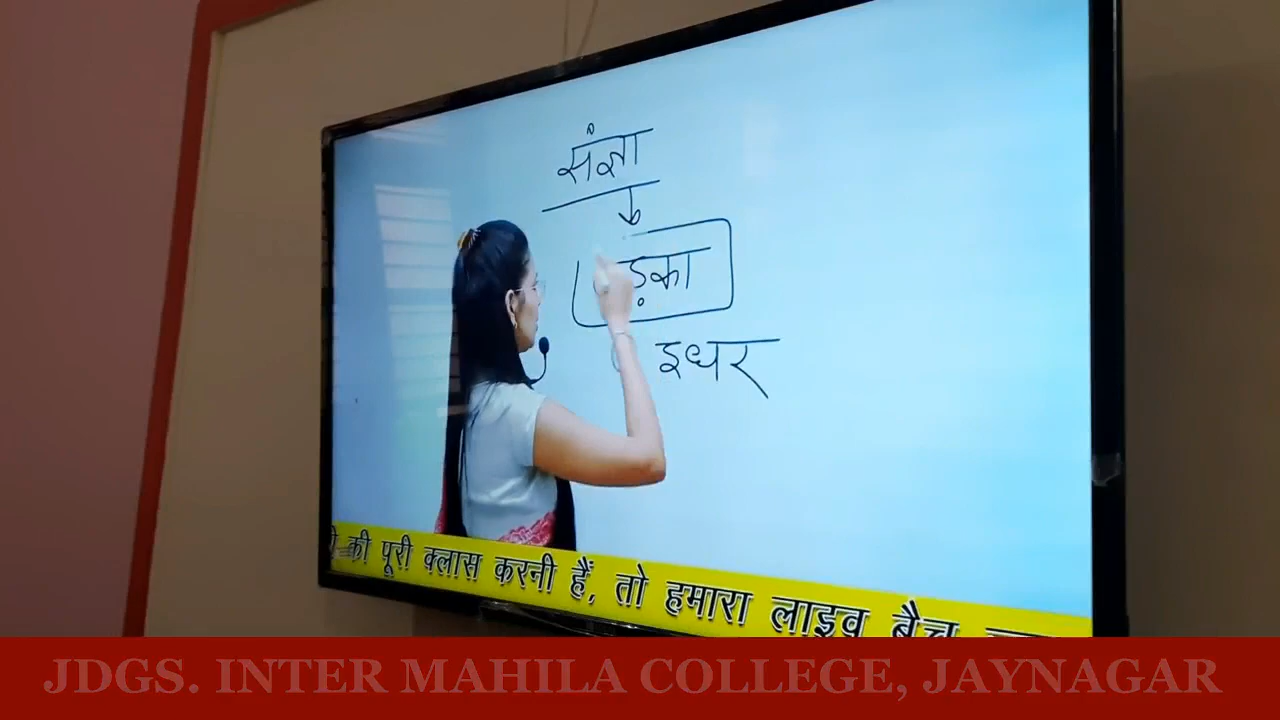 संज्ञा
ड़का
इधर
की पूरी क्लास करनी हैं, तो हमारा लाइव बैच
JDGS. INTER MAHILA COLLEGE, JAYNAGAR